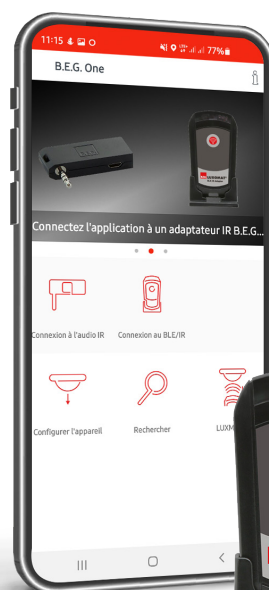 11:15
77%
B.E.G. One
Connectez l'application à un adaptateur IR B.E.G...
Connexion à l'audio IR
Connexion au BLE/IR
Configurer l'appareil
Rechercher